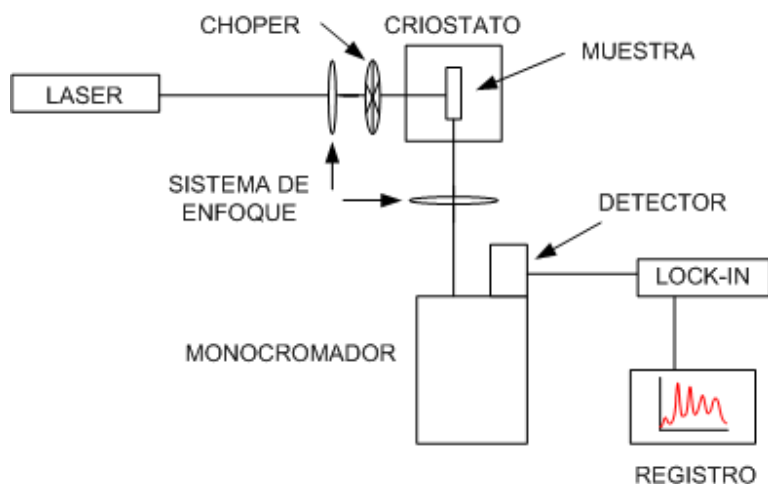 CHOPER
CRIOSTATO
MUESTRA
LASER
SISTEMA DE
ENFOQUE
DETECTOR
LOCK-IN
MONOCROMADOR
REGISTRO